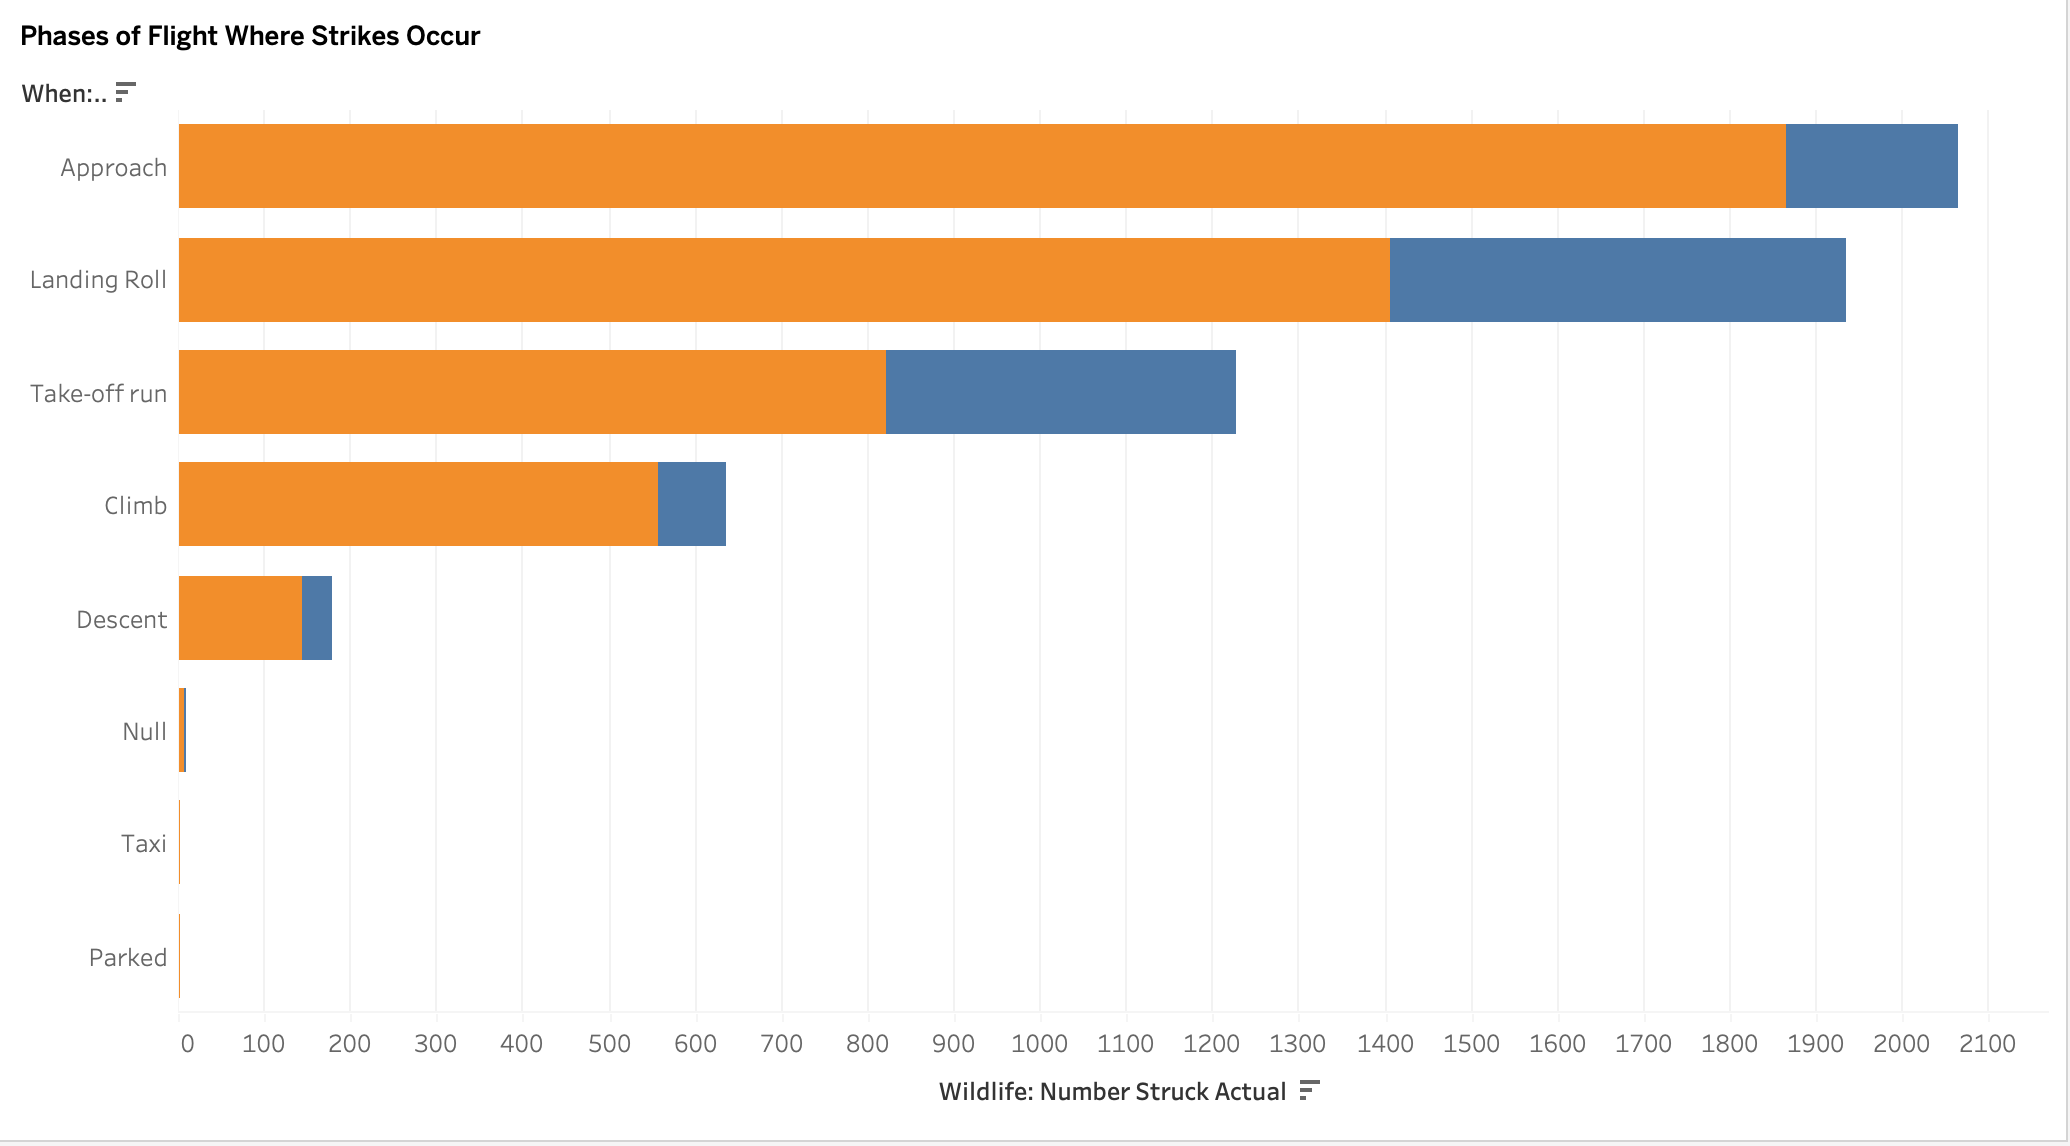 Phases of Flight Where Strikes Occur
When:..
Approach
Landing Roll
Take-off run
Climb
Descent
Null
Taxi
Parked
0 100 200 300 400 500 600 700 800 900 1000 1100 1200 1300 1400 1500 1600 1700 1800 1900 2000 2100
Wildlife: Number Struck Actual